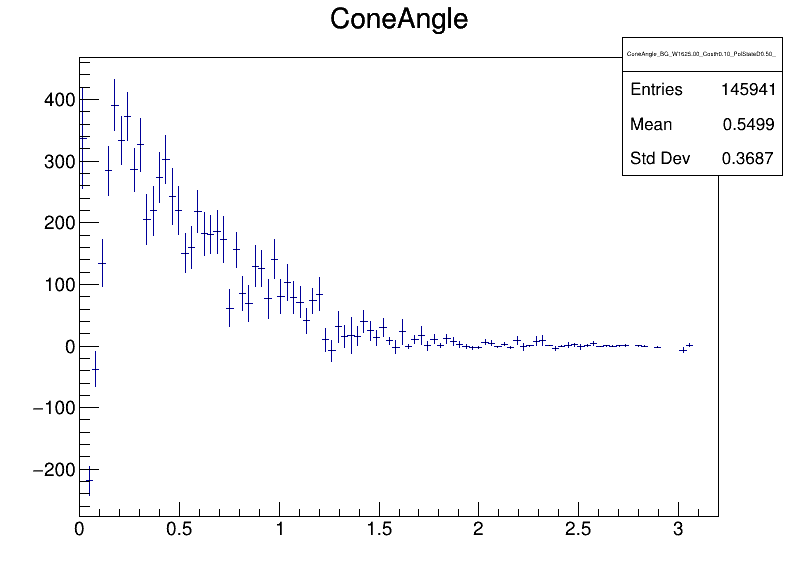 ConeAngle
ConeAngle_BG_W1625.00_Costh0.10_PolStateD0.50_
Entries 145941
Mean 0.5499
Std Dev 0.3687
400
300
200
100
0
−100
−200
0 0.5 1 1.5 2 2.5 3